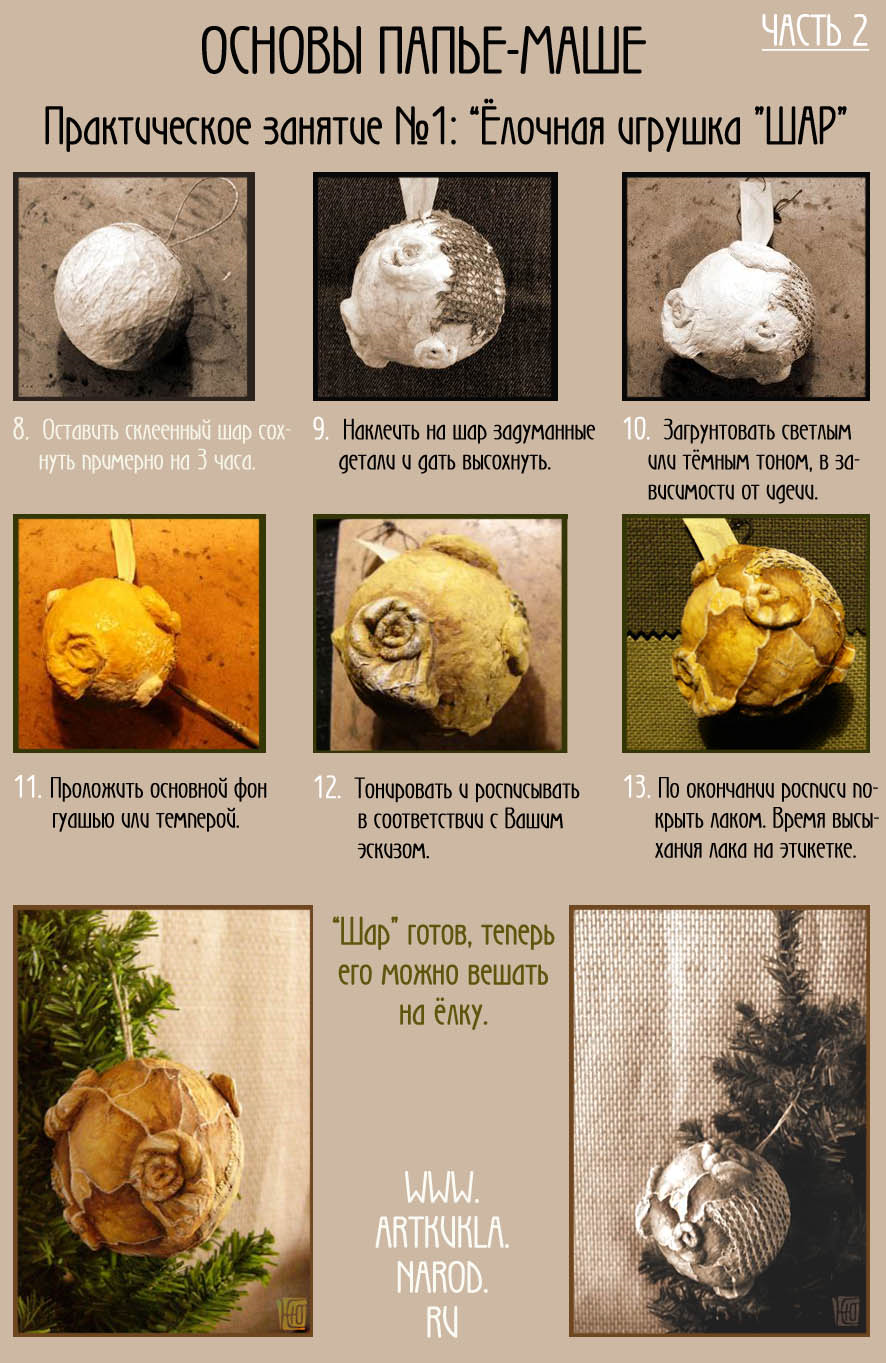 ЧАСТЬ 2
ОСНОВЫ ПАПЬЕ-МАШЕ
Практическое занятие №1: “Ёлочная игрушка "ШАР”
8. Оставить склеенный шар сох-
нуть примерно на 3 часа.
9. Наклеить на шар задуманные
детали и дать высохнуть.
10. Загрунтовать светлым
или тёмным тоном, в за-
висимости от идеии.
11. Проложить основной фон
гуашью или темперой.
12. Тонировать и росписывать
в соответствии с Вашим
эскизом.
13. По окончании росписи по-
крыть лаком. Время высы-
хания лака на этикетке.
“Шар” готов, теперь
его можно вешать
на ёлку.
WWW.
ARTKUKLA.
NAROD.
RU